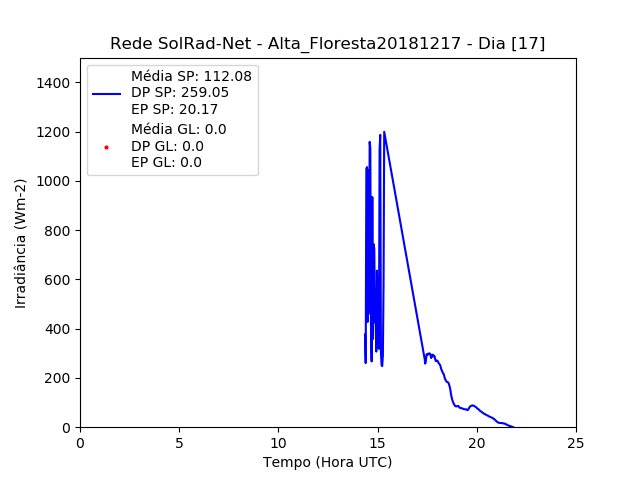 Rede SolRad-Net - Alta_Floresta20181217 - Dia [17]
Média SP: 112.08
DP SP: 259.05
EP SP: 20.17
Média GL: 0.0
DP GL: 0.0
EP GL: 0.0
Irradiância (Wm-2)
1400
1200
1000
800
600
400
200
0
0 5 10 15 20 25
Tempo (Hora UTC)